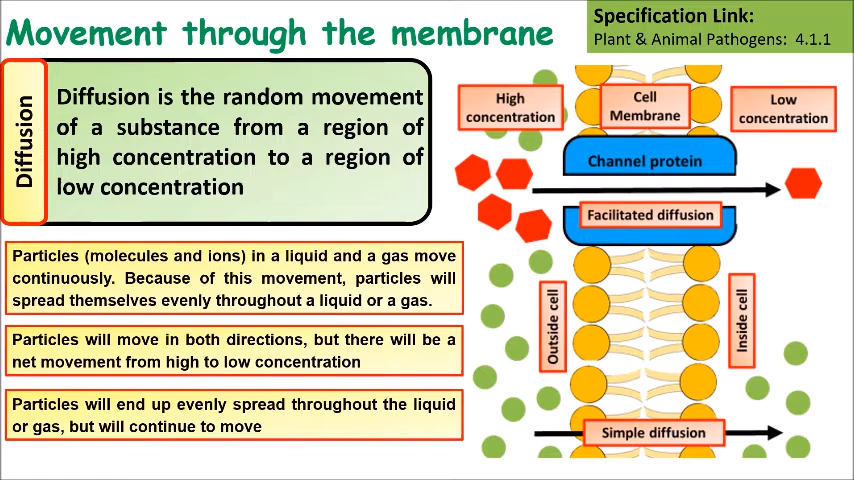 Movement through the membrane
Specification Link:
Plant & Animal Pathogens: 4.1.1
Diffusion
Diffusion is the random movement
of a substance from a region of
high concentration to a region of
low concentration
Particles (molecules and ions) in a liquid and a gas move
continuously. Because of this movement, particles will
spread themselves evenly throughout a liquid or a gas.
Particles will move in both directions, but there will be a
net movement from high to low concentration
Particles will end up evenly spread throughout the liquid
or gas, but will continue to move
High
concentration
Cell
Membrane
Low
concentration
Channel protein
Facilitated diffusion
Outside cell
Inside cell
Simple diffusion